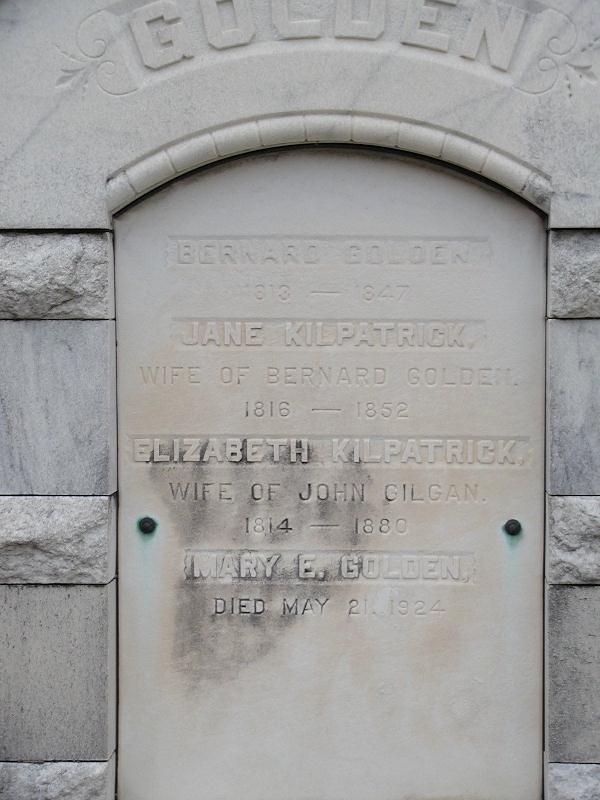 GOLDEN
BERNARD GOLDEN
1813 — 1847
JANE KILPATRICK,
WIFE OF BERNARD GOLDEN.
1816 — 1852
ELIZABETH KILPATRICK,
WIFE OF JOHN GILGAN.
1814 — 1880
MARY E. GOLDEN,
DIED MAY 21, 1924